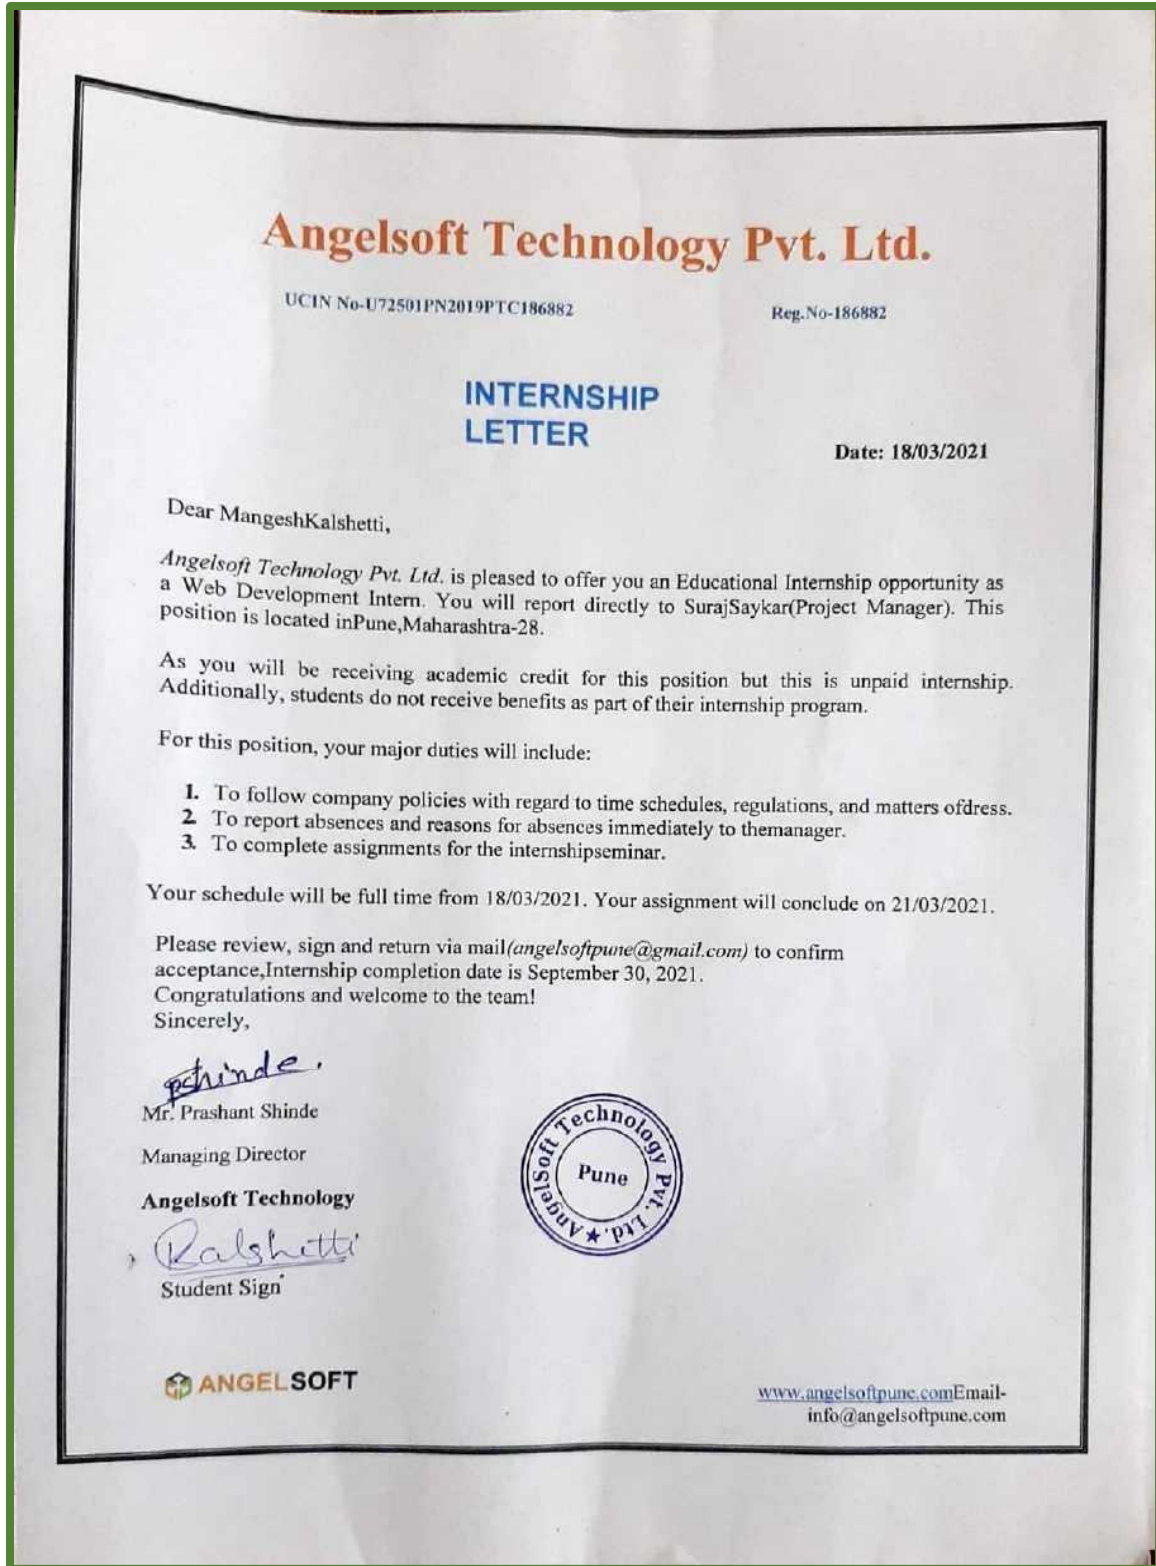 Angelsoft Technology Pvt. Ltd.
UCIN No-U72501PN2019PTC186882 Reg.No-186882
INTERNSHIP
LETTER
Date: 18/03/2021
Dear MangeshKalshetti,
Angelsoft Technology Pvt. Ltd. is pleased to offer you an Educational Internship opportunity as
a Web Development Intern. You will report directly to SurajSaykar(Project Manager). This
position is located inPune,Maharashtra-28.
As you will be receiving academic credit for this position but this is unpaid internship.
Additionally, students do not receive benefits as part of their internship program.
For this position, your major duties will include:
1. To follow company policies with regard to time schedules, regulations, and matters ofdress.
2. To report absences and reasons for absences immediately to themanager.
3. To complete assignments for the internshipseminar.
Your schedule will be full time from 18/03/2021. Your assignment will conclude on 21/03/2021.
Please review, sign and return via mail(angelsoftpune@gmail.com) to confirm
acceptance,Internship completion date is September 30, 2021.
Congratulations and welcome to the team!
Sincerely,
pshinde.
Mr. Prashant Shinde
Managing Director
Angelsoft Technology
Kalshetti
Student Sign
AngelSoft Technology Pvt. Ltd. ★
Pune
ANGELSOFT
www.angelsoftpune.comEmail-
info@angelsoftpune.com